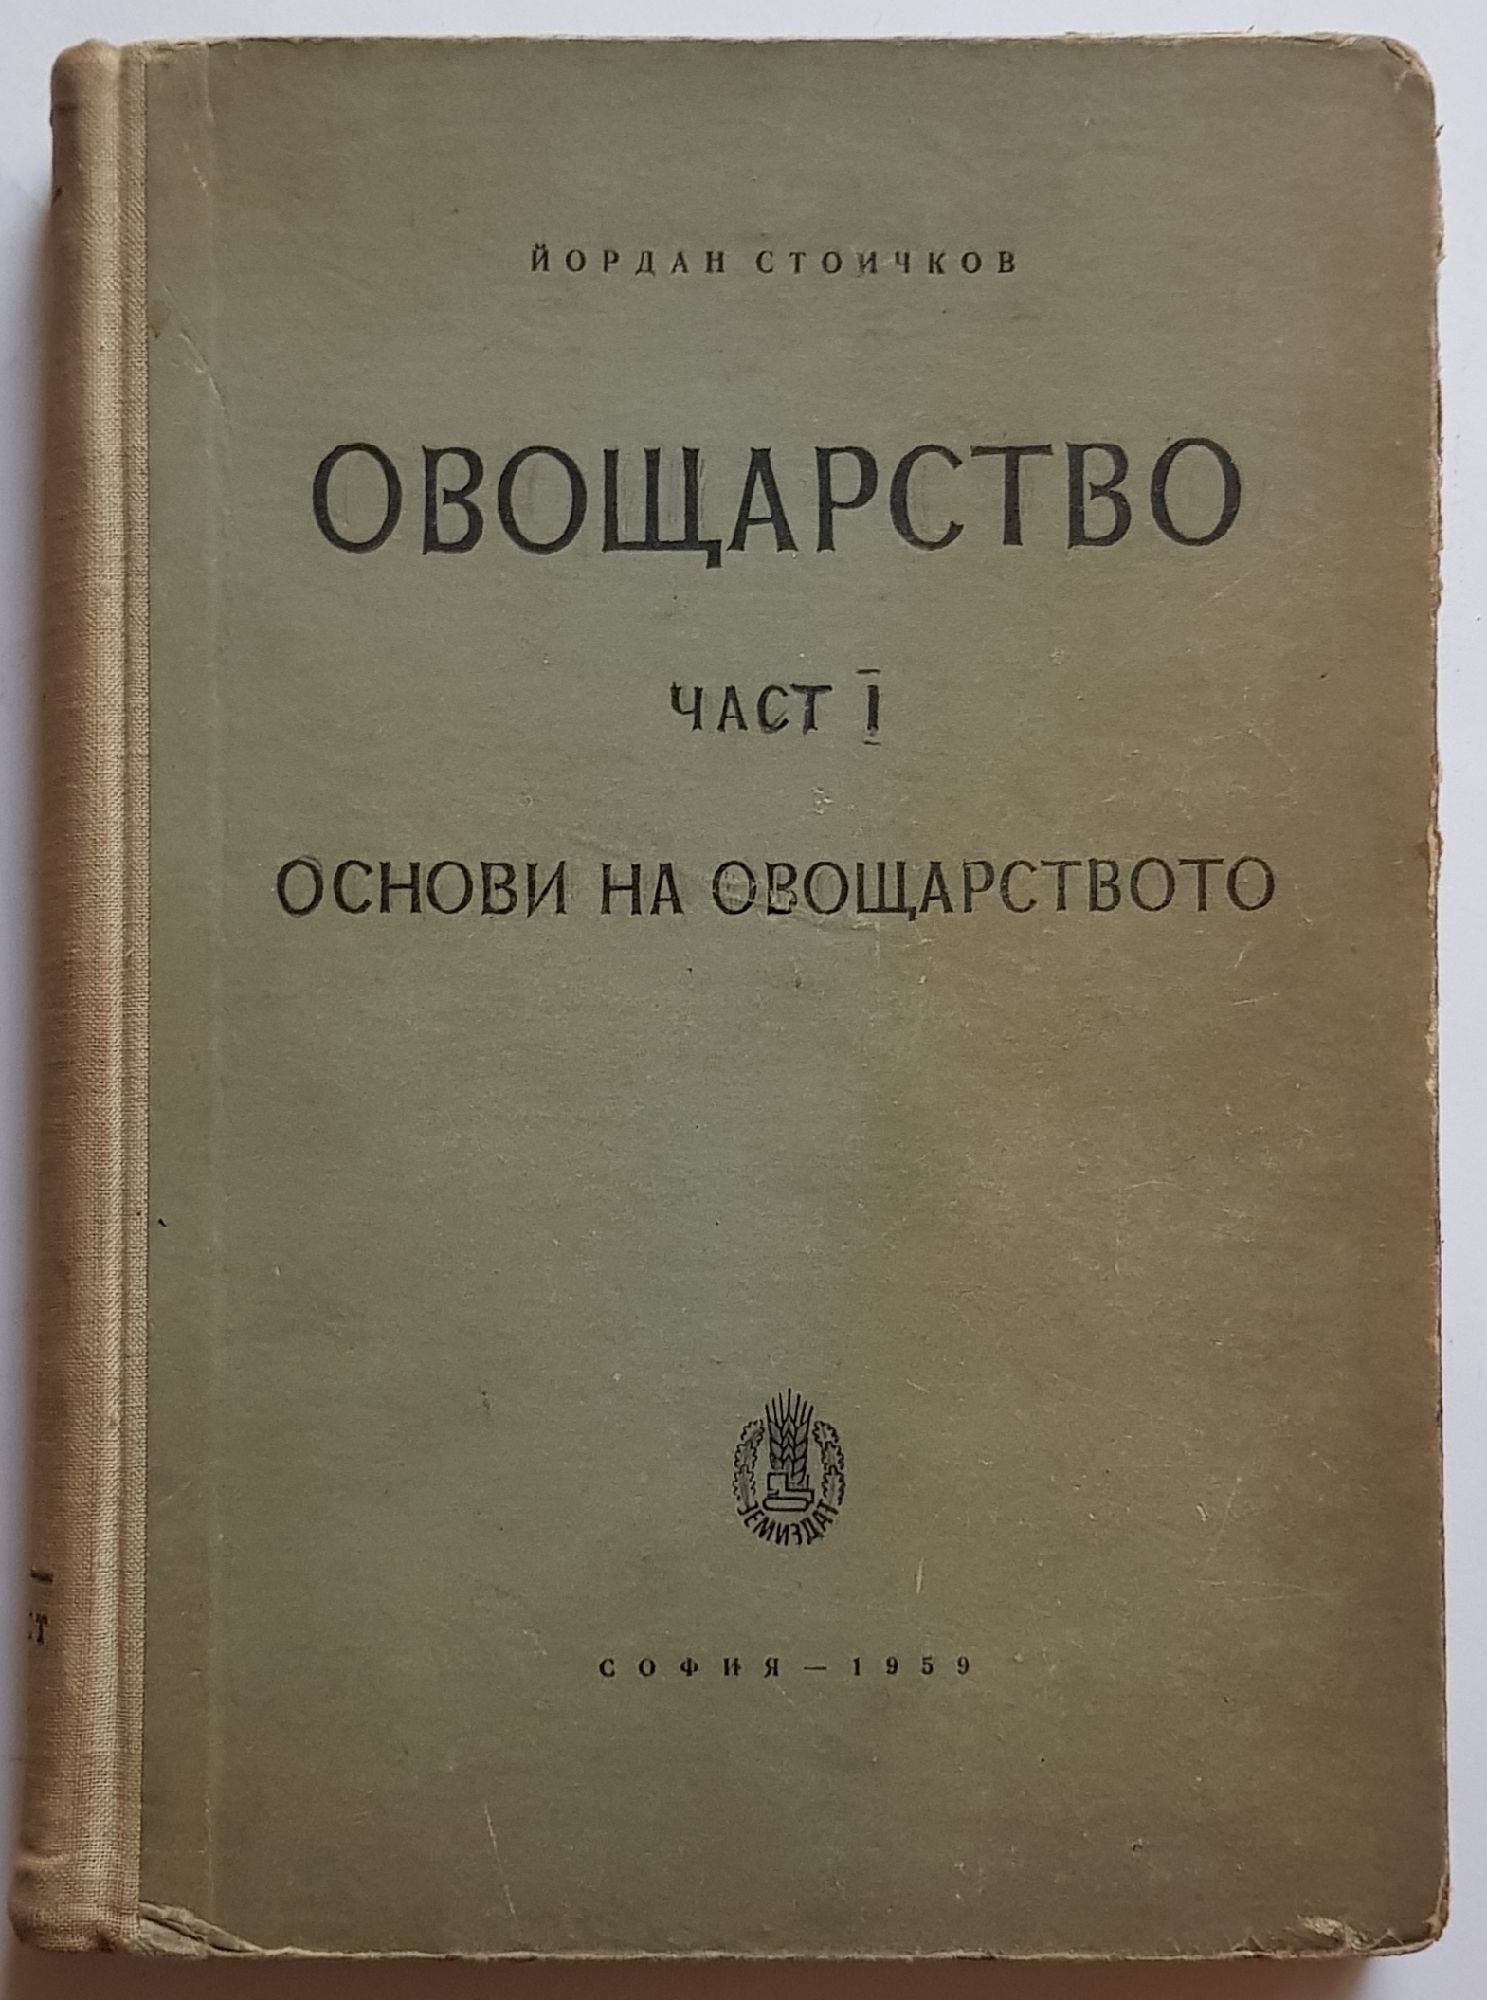 ЙОРДАН СТОИЧКОВ
ОВОЩАРСТВО
ЧАСТ I
ОСНОВИ НА ОВОЩАРСТВОТО
ЗЕМИЗДАТ
СОФИЯ — 1959